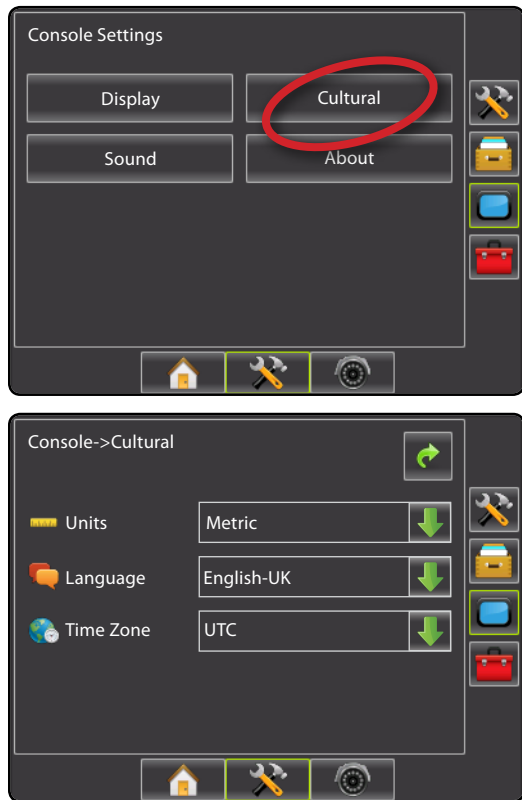 Console Settings
Display
Cultural
Sound
About
Console->Cultural
Units
Metric
Language
English-UK
Time Zone
UTC